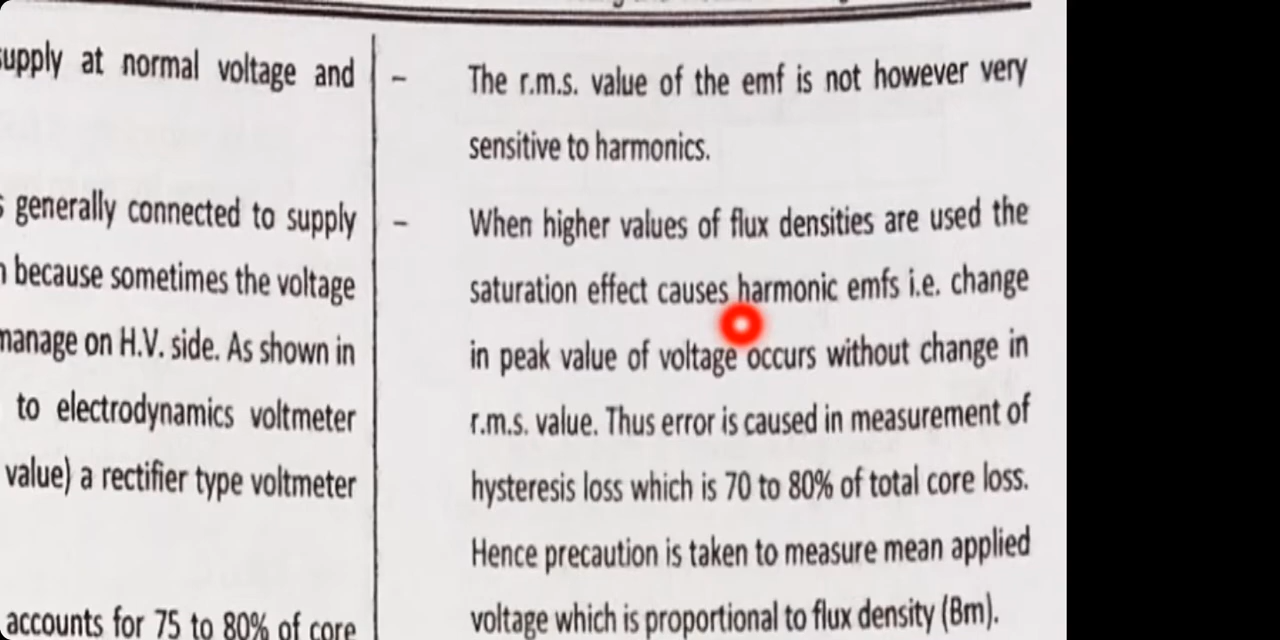 supply at normal voltage and
generally connected to supply
because sometimes the voltage
manage on H.V. side. As shown in
to electrodynamics voltmeter
value) a rectifier type voltmeter
accounts for 75 to 80% of core
– The r.m.s. value of the emf is not however very
sensitive to harmonics.
– When higher values of flux densities are used the
saturation effect causes harmonic emfs i.e. change
in peak value of voltage occurs without change in
r.m.s. value. Thus error is caused in measurement of
hysteresis loss which is 70 to 80% of total core loss.
Hence precaution is taken to measure mean applied
voltage which is proportional to flux density (Bm).